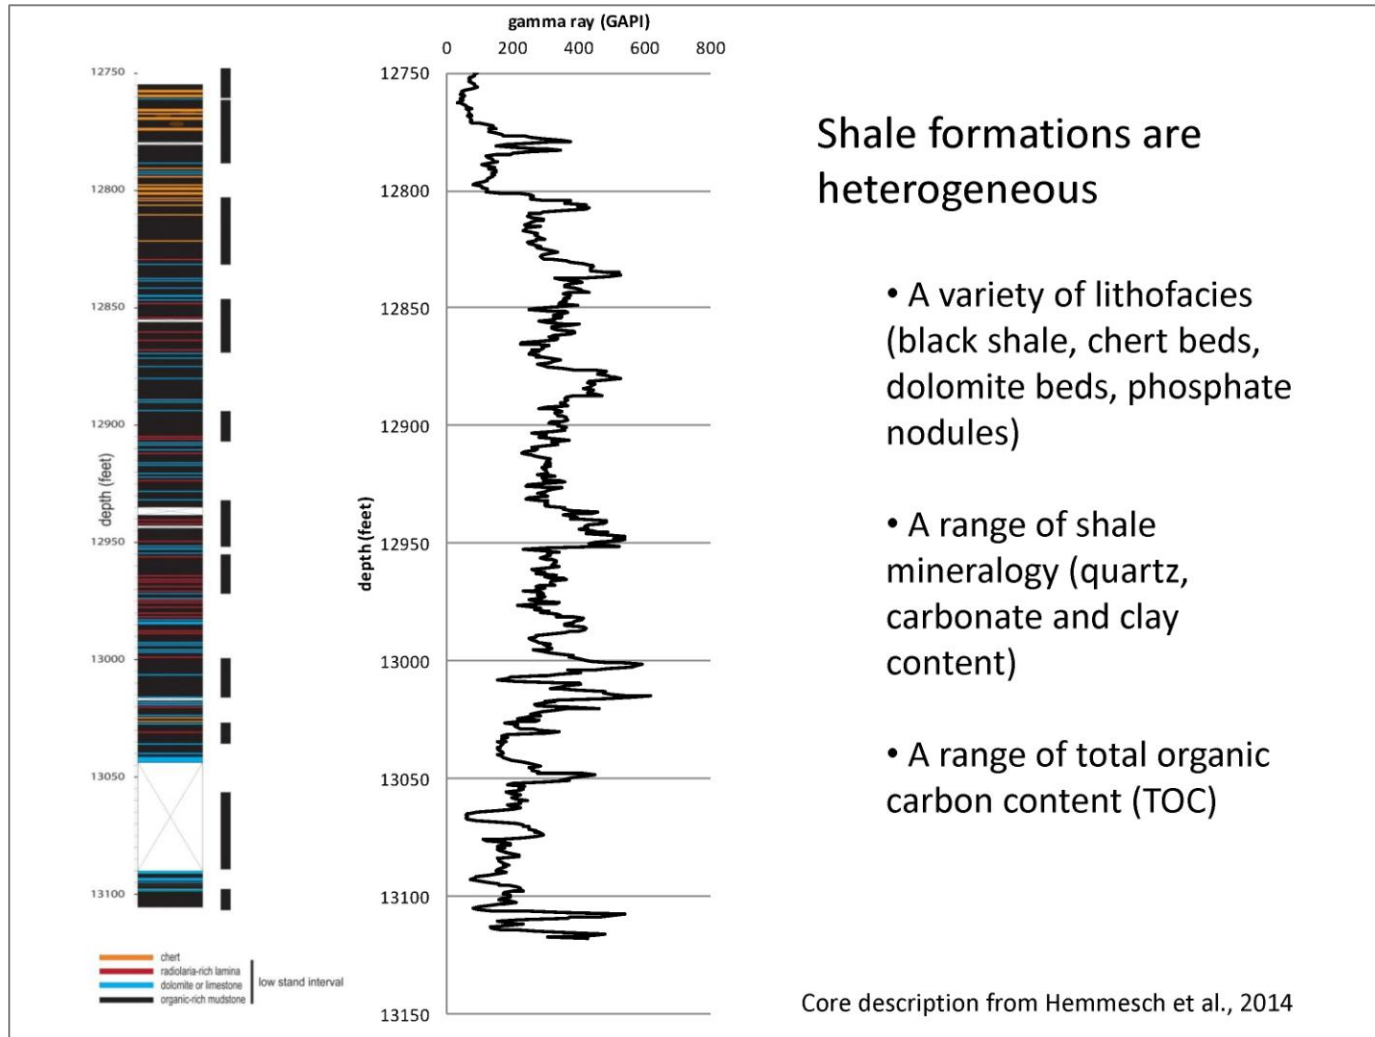 gamma ray (GAPI)
0 200 400 600 800
12750
12800
12850
12900
12950
13000
13050
13100
depth (feet)
12750
12800
12850
12900
12950
13000
13050
13100
13150
depth (feet)
chert
radiolaria-rich lamina
dolomite or limestone
organic-rich mudstone
low stand interval
Shale formations are
heterogeneous
• A variety of lithofacies
(black shale, chert beds,
dolomite beds, phosphate
nodules)
• A range of shale
mineralogy (quartz,
carbonate and clay
content)
• A range of total organic
carbon content (TOC)
Core description from Hemmesch et al., 2014